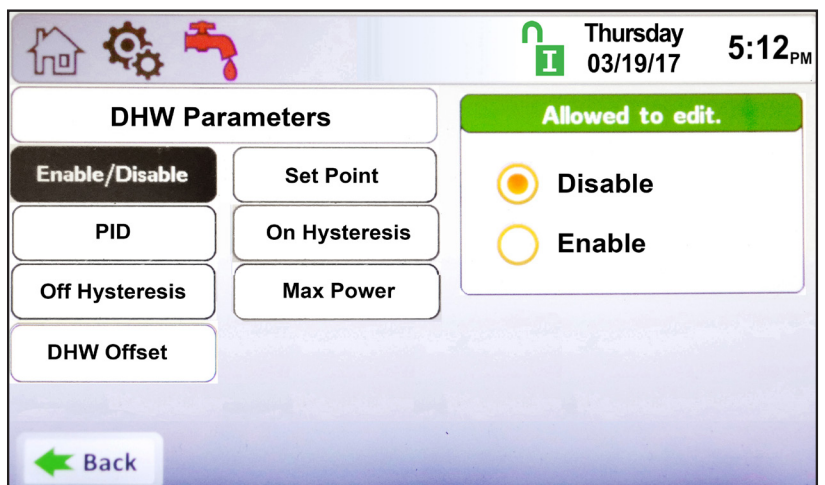 Thursday
03/19/17
5:12PM
I
DHW Parameters
Allowed to edit.
Enable/Disable
Set Point
PID
On Hysteresis
Off Hysteresis
Max Power
DHW Offset
Disable
Enable
Back